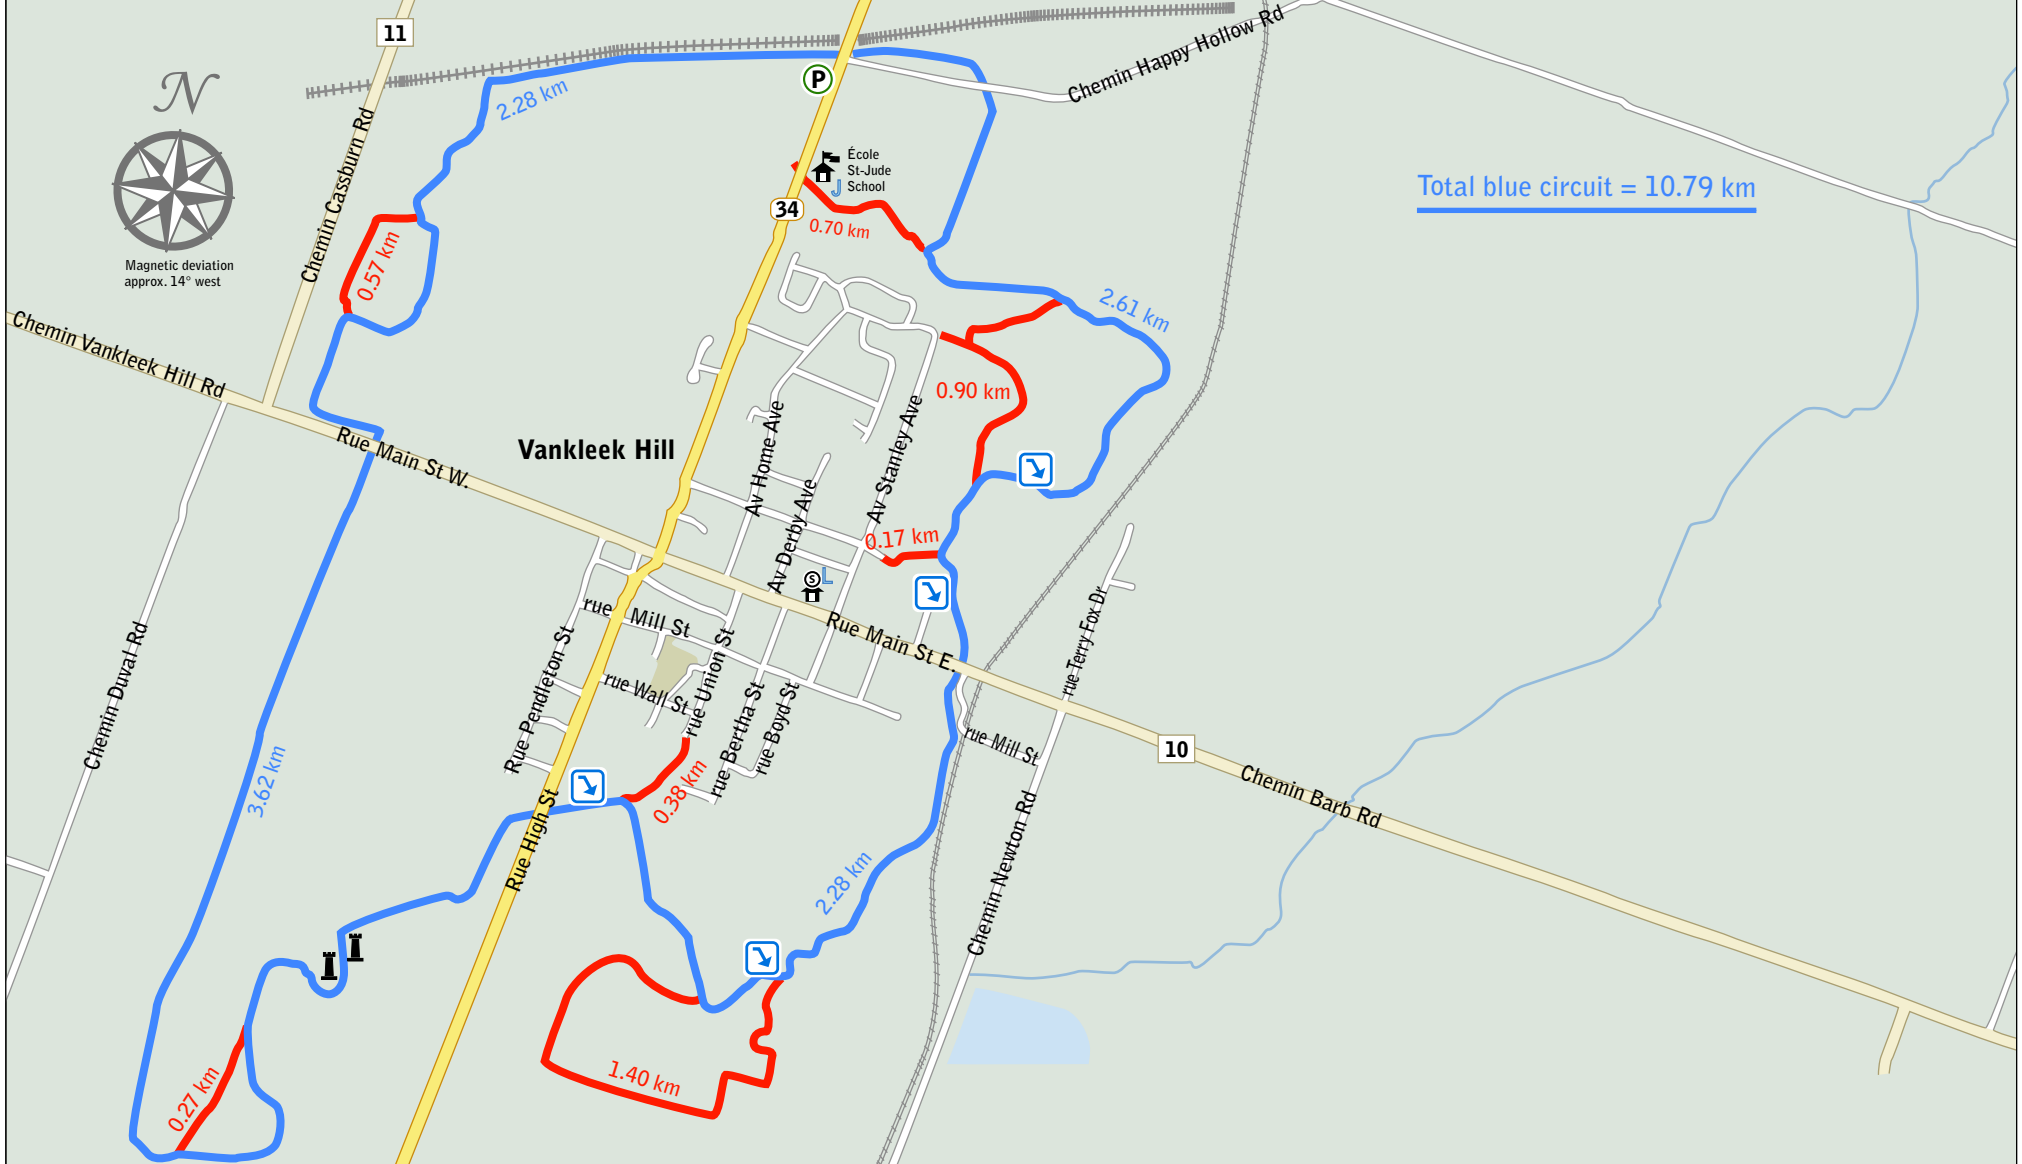 11
N
P
Chemin Happy Hollow Rd
2.28 km
Chemin Cassburn Rd
École
St-Jude
J School
34
0.70 km
Total blue circuit = 10.79 km
Magnetic deviation
approx. 14° west
0.57 km
Chemin Vankleek Hill Rd
2.61 km
0.90 km
Rue Main St W.
Vankleek Hill
Av Home Ave
Av Stanley Ave
Av Derby Ave
0.17 km
S L
rue Mill St
Rue Main St E.
rue Terry Fox Dr
Chemin Duval Rd
Rue Pendleton St
rue Wall St
rue Union St
rue Bertha St
rue Boyd St
rue Mill St
10
Chemin Barb Rd
3.62 km
0.38 km
Rue High St
Chemin Newton Rd
2.28 km
1.40 km
0.27 km